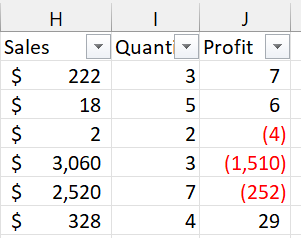 H I J
Sales Quanti Profit
$ 222 3 7
$ 18 5 6
$ 2 2 (4)
$ 3,060 3 (1,510)
$ 2,520 7 (252)
$ 328 4 29